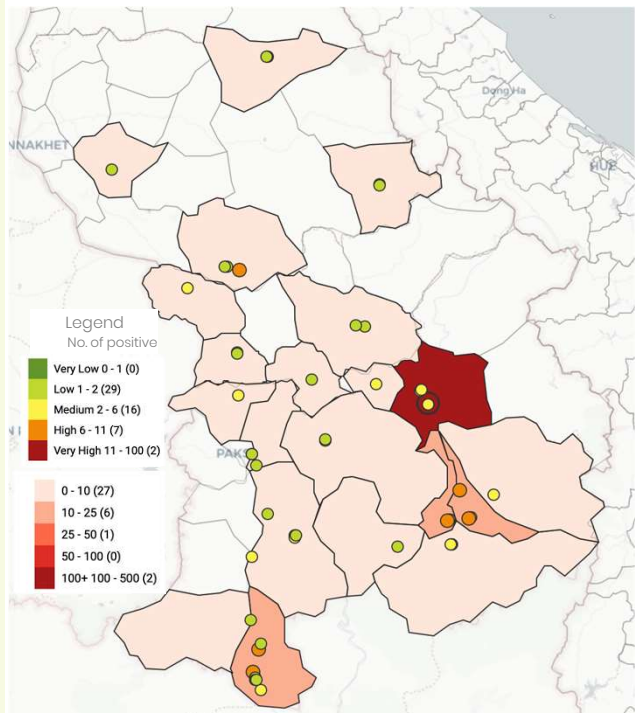 Dong Ha
NNAKHET
HUE
Legend
No. of positive
Very Low 0 - 1 (0)
Low 1 - 2 (29)
Medium 2 - 6 (16)
High 6 - 11 (7)
Very High 11 - 100 (2)
PAKS
0 - 10 (27)
10 - 25 (6)
25 - 50 (1)
50 - 100 (0)
100+ 100 - 500 (2)